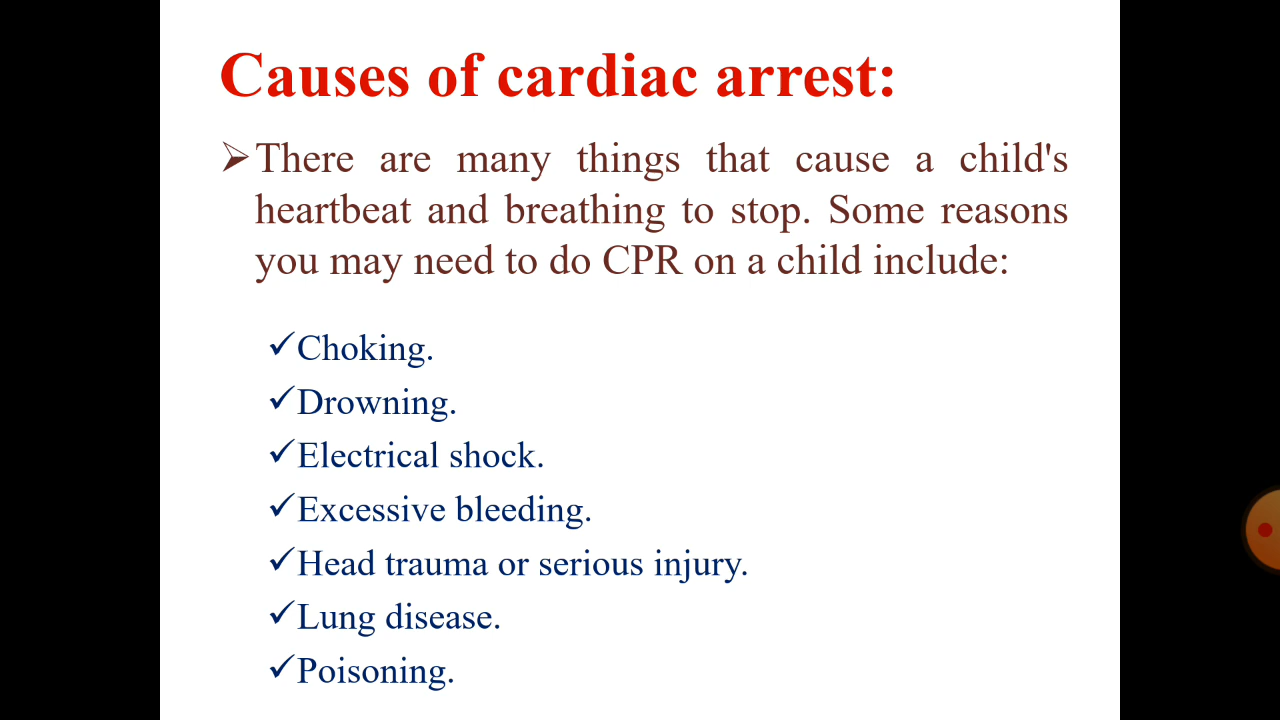 Causes of cardiac arrest:
➢There are many things that cause a child's
heartbeat and breathing to stop. Some reasons
you may need to do CPR on a child include:
✓Choking.
✓Drowning.
✓Electrical shock.
✓Excessive bleeding.
✓Head trauma or serious injury.
✓Lung disease.
✓Poisoning.